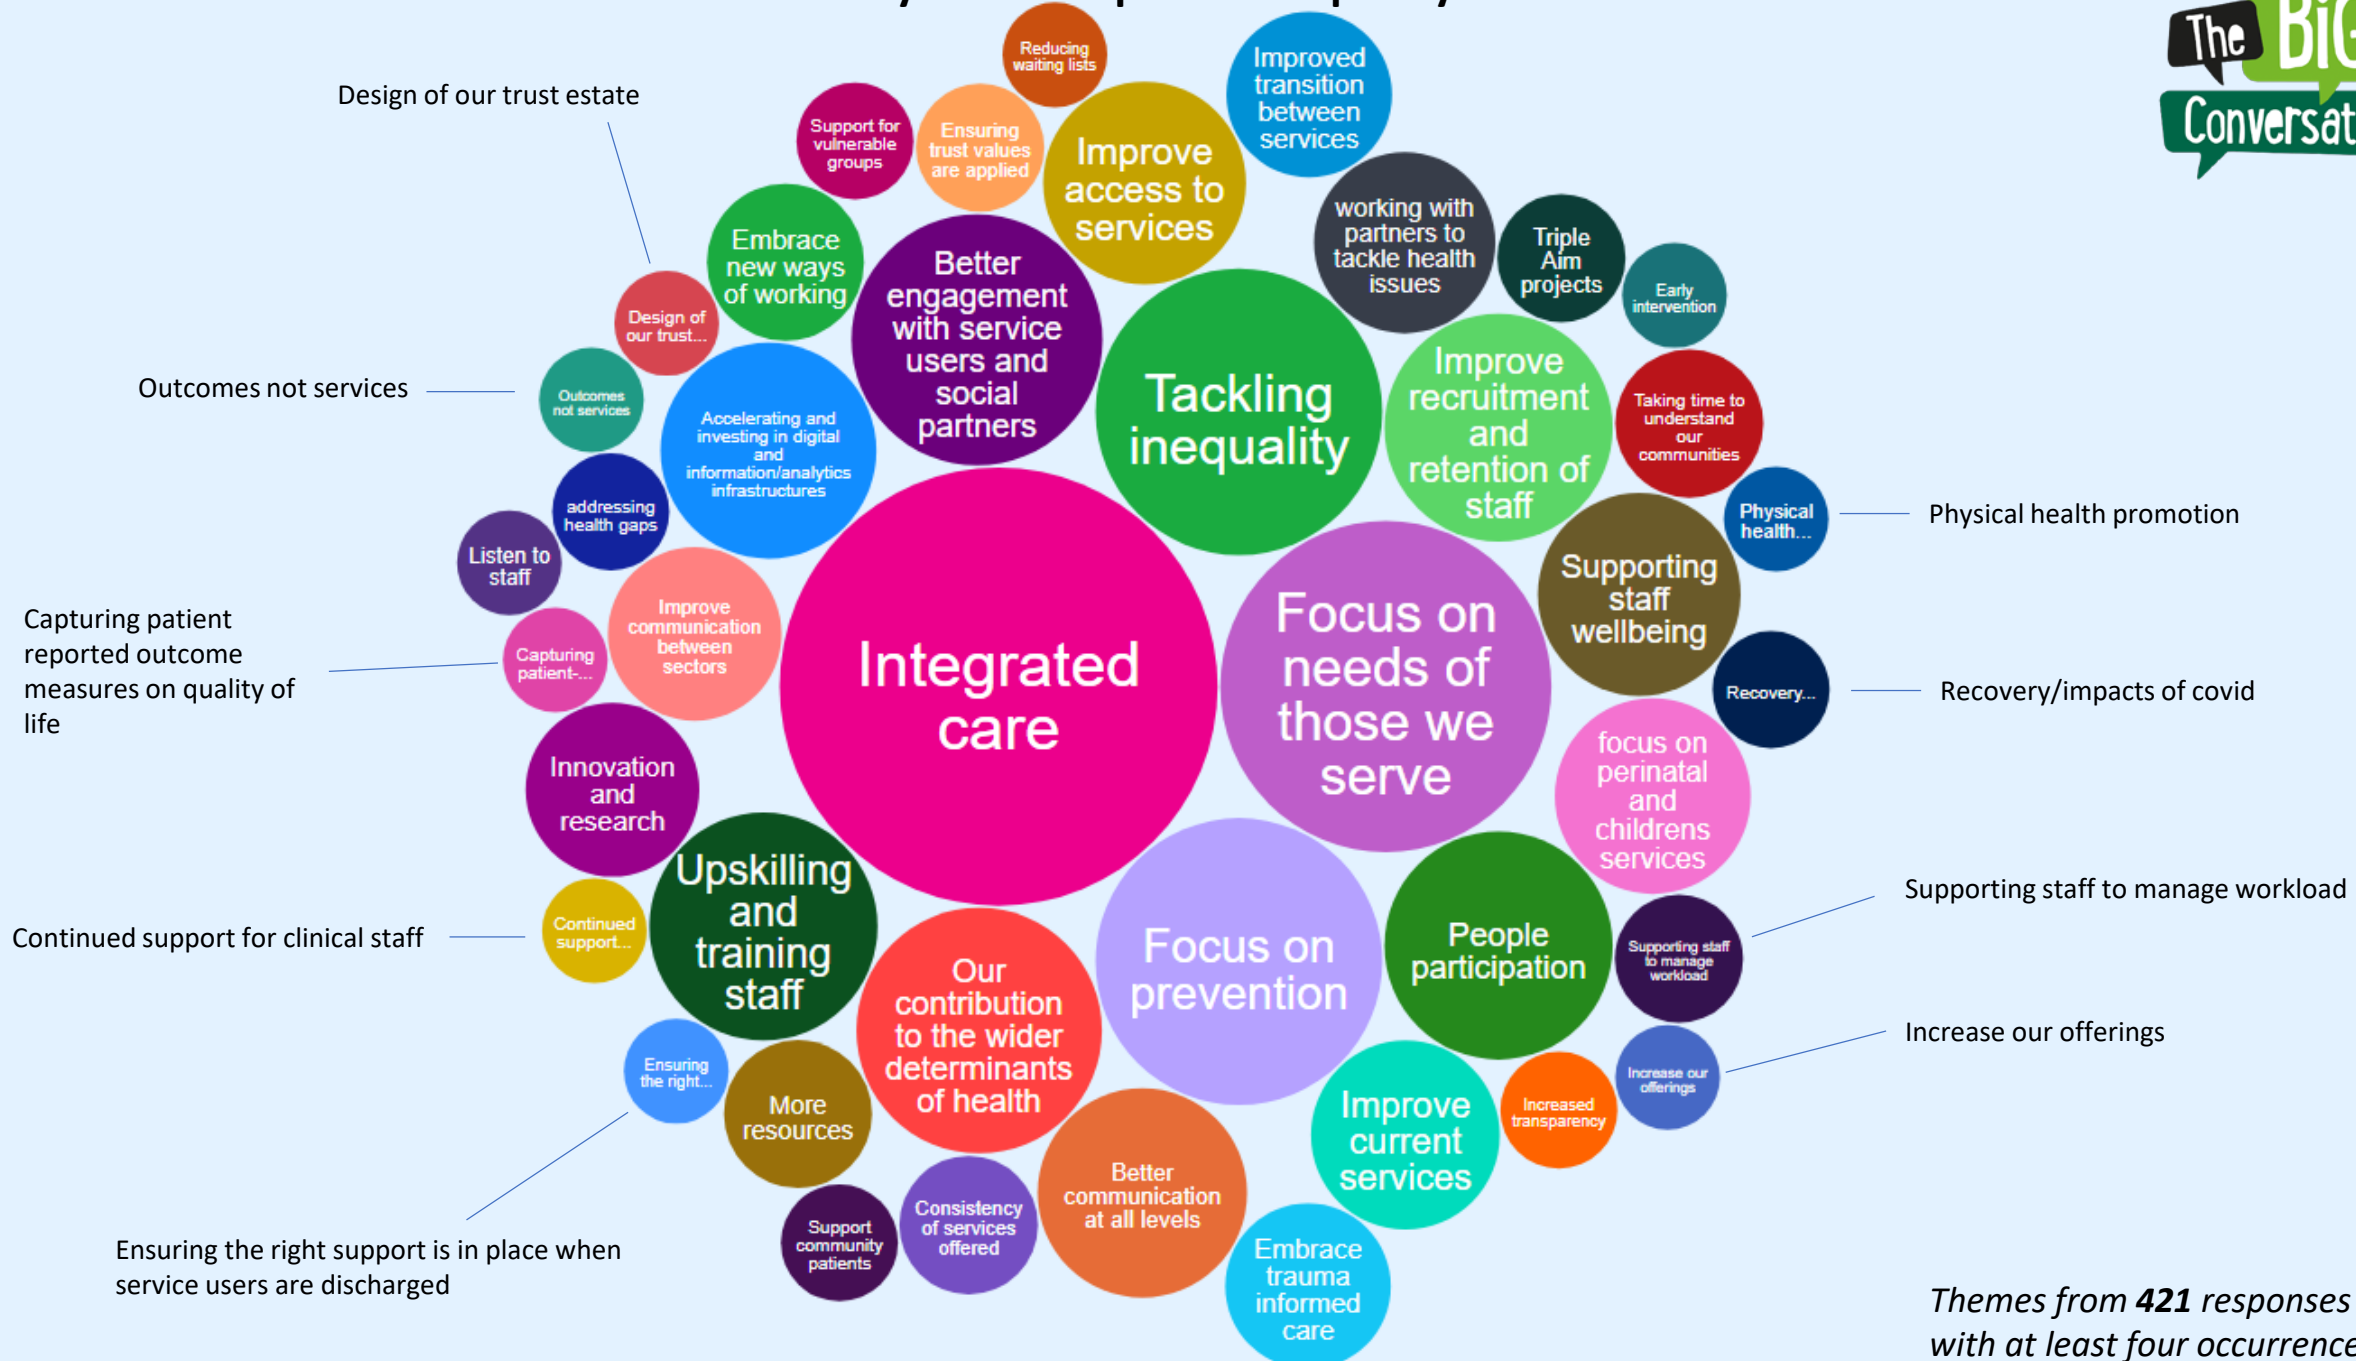 The BiG
Conversat
Reducing
waiting lists
Improved
transition
between
services
Design of our trust estate
Support for
vulnerable
groups
Ensuring
trust values
are applied
Improve
access to
services
working with
partners to
tackle health
issues
Triple
Aim
projects
Early
intervention
Embrace
new ways
of working
Better
engagement
with service
users and
social
partners
Design of
our trust...
Tackling
inequality
Improve
recruitment
and
retention of
staff
Taking time to
understand
our
communities
Outcomes not services
Outcomes
not services
Accelerating and
investing in digital
and
information/analytics
infrastructures
addressing
health gaps
Physical
health...
Physical health promotion
Listen to
staff
Supporting
staff
wellbeing
Capturing patient
reported outcome
measures on quality of
life
Capturing
patient-...
Improve
communication
between
sectors
Integrated
care
Focus on
needs of
those we
serve
Recovery...
Recovery/impacts of covid
Innovation
and
research
focus on
perinatal
and
childrens
services
Continued support for clinical staff
Continued
support...
Upskilling
and
training
staff
Our
contribution
to the wider
determinants
of health
Focus on
prevention
People
participation
Supporting staff
to manage
workload
Supporting staff to manage workload
Ensuring
the right...
More
resources
Improve
current
services
Increased
transparency
Increase our
offerings
Increase our offerings
Ensuring the right support is in place when
service users are discharged
Support
community
patients
Consistency
of services
offered
Better
communication
at all levels
Embrace
trauma
informed
care
Themes from 421 responses
with at least four occurrence